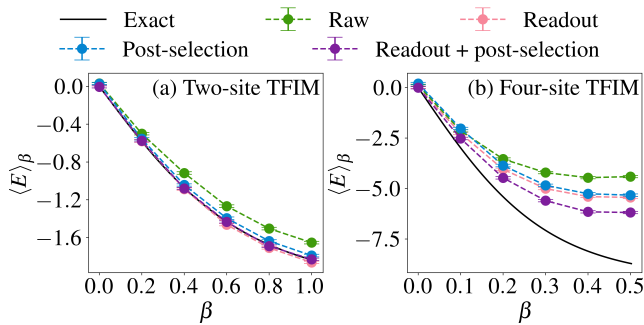 Exact Raw Readout
Post-selection Readout + post-selection
(a) Two-site TFIM
0.0
−0.4
−0.8
−1.2
−1.6
⟨E⟩β
0.0 0.2 0.4 0.6 0.8 1.0
β
(b) Four-site TFIM
0.0
−2.5
−5.0
−7.5
⟨E⟩β
0.0 0.1 0.2 0.3 0.4 0.5
β